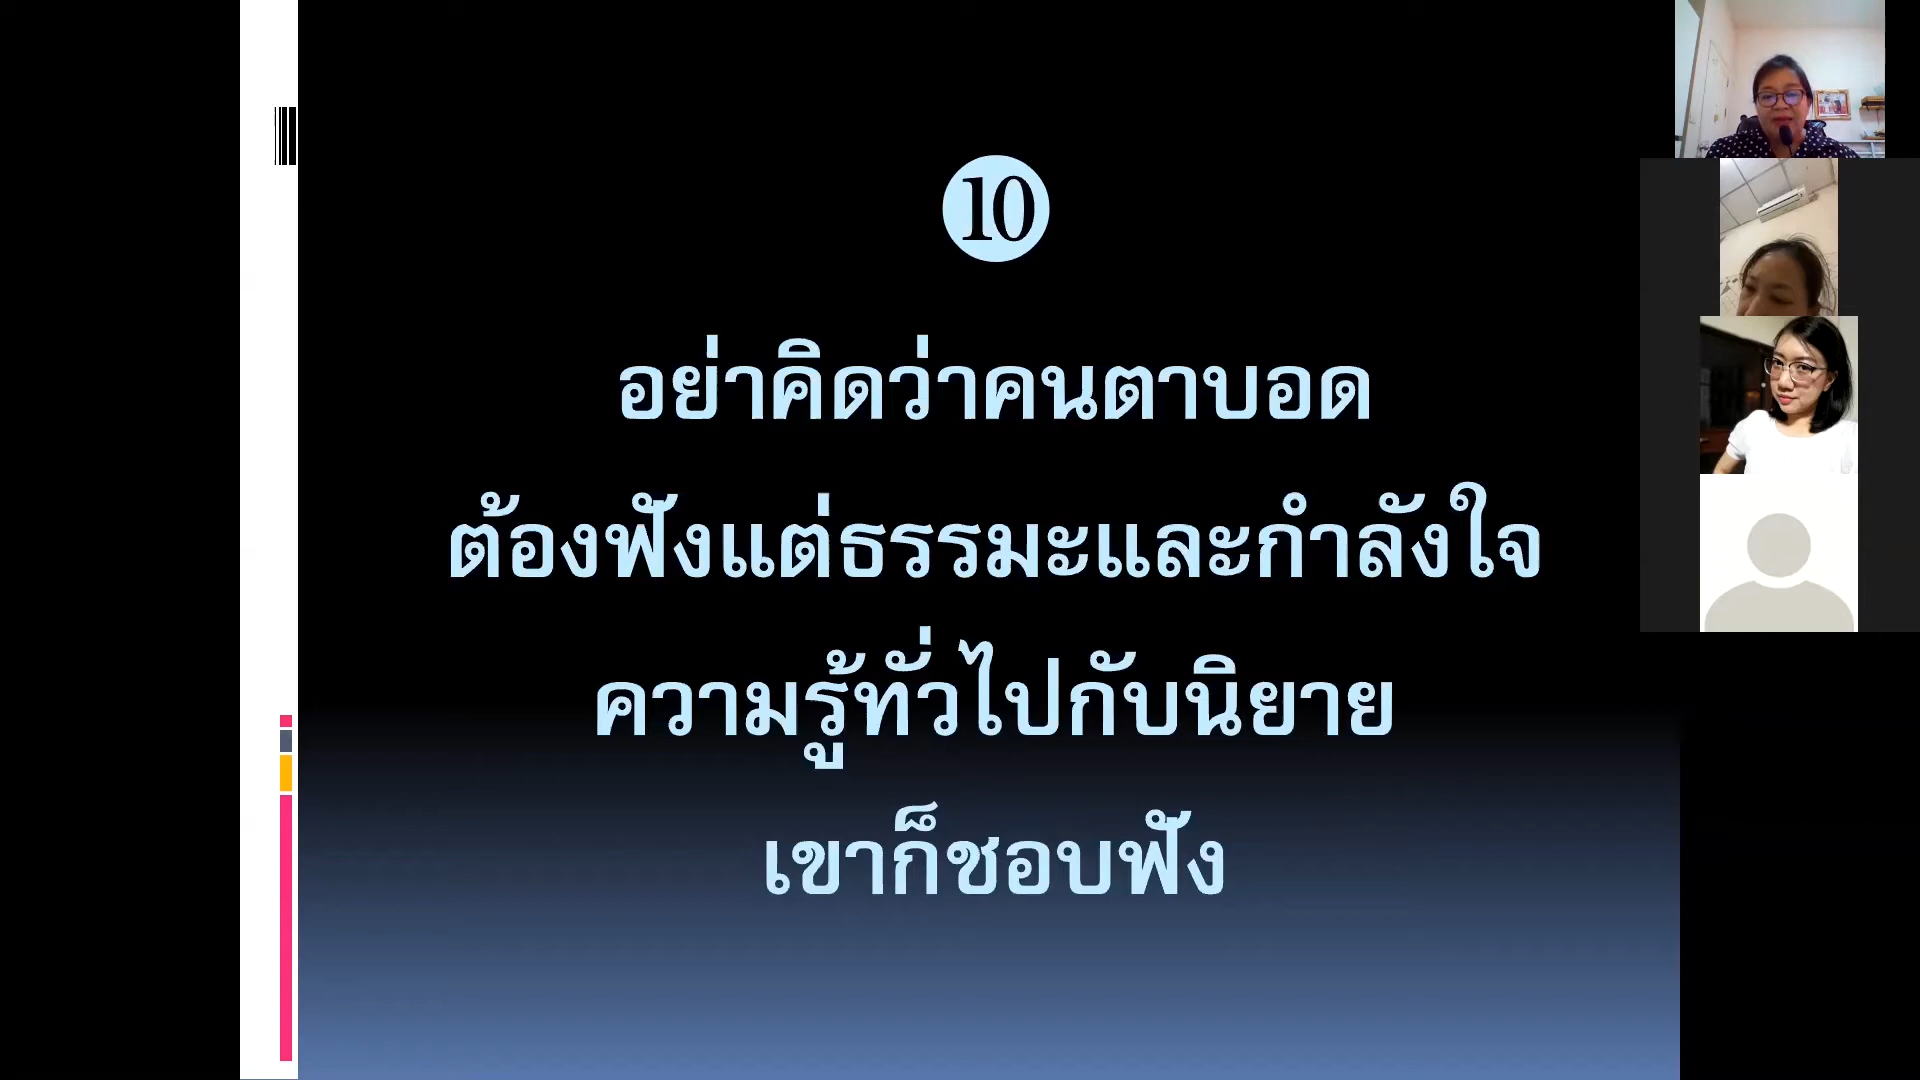 10
อย่าคิดว่าคนตาบอด
ต้องฟังแต่ธรรมะและกำลังใจ
ความรู้ทั่วไปกับนิยาย
เขาก็ชอบฟัง